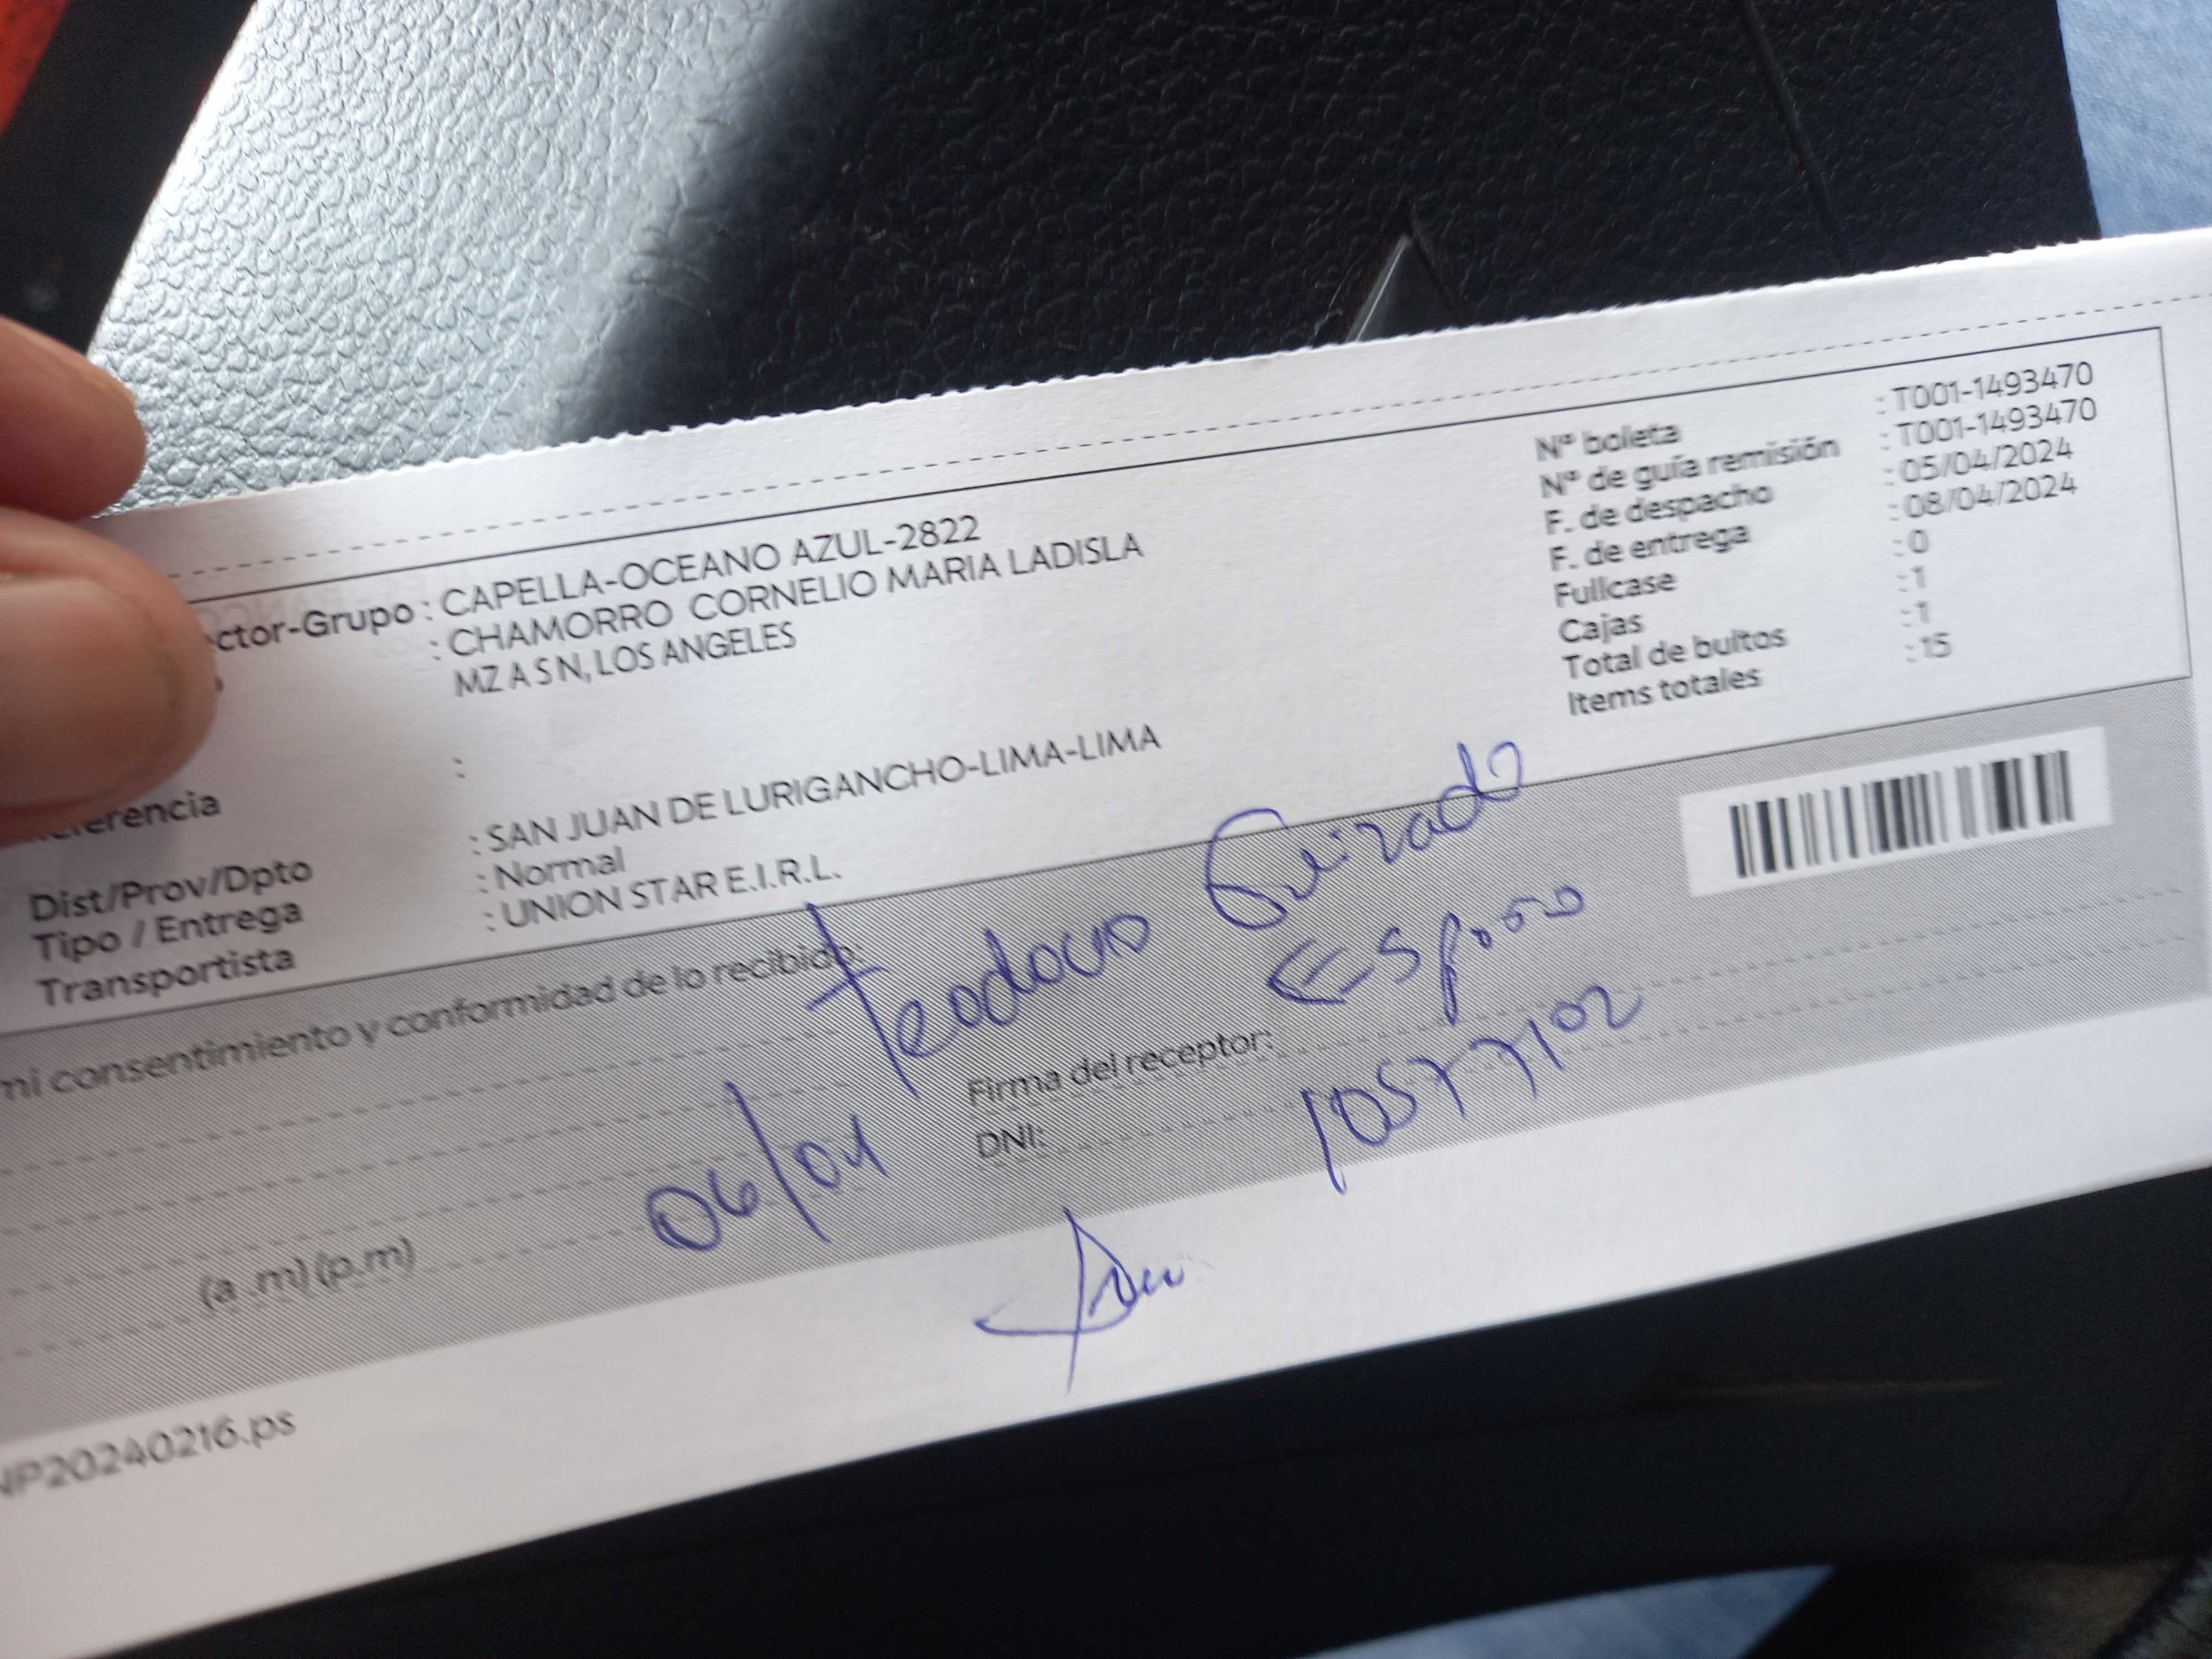 ctor-Grupo : CAPELLA-OCEANO AZUL-2822
: CHAMORRO CORNELIO MARIA LADISLA
MZ A S N, LOS ANGELES
:
erencia
Dist/Prov/Dpto : SAN JUAN DE LURIGANCHO-LIMA-LIMA
Tipo / Entrega : Normal
Transportista : UNION STAR E.I.R.L.
N° boleta : T001-1493470
N° de guía remisión : T001-1493470
F. de despacho : 05/04/2024
F. de entrega : 08/04/2024
Fullcase : 0
Cajas : 1
Total de bultos : 1
Items totales : 15
mi consentimiento y conformidad de lo recibido:
Teodoro
Esposo
Firma del receptor:
DNI: 10577102
06/04
(a .m) (p.m)
NP20240216.ps